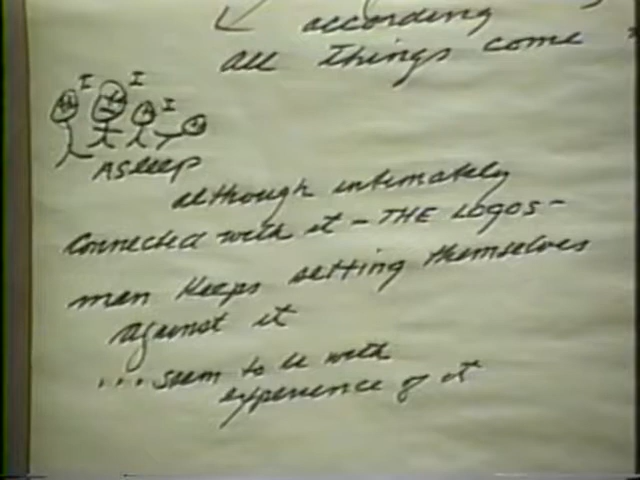 according
all things come
I I I
Asleep
although intimately
connected with it - THE LOGOS -
men keeps setting themselves
against it
... seem to be with
experience of it